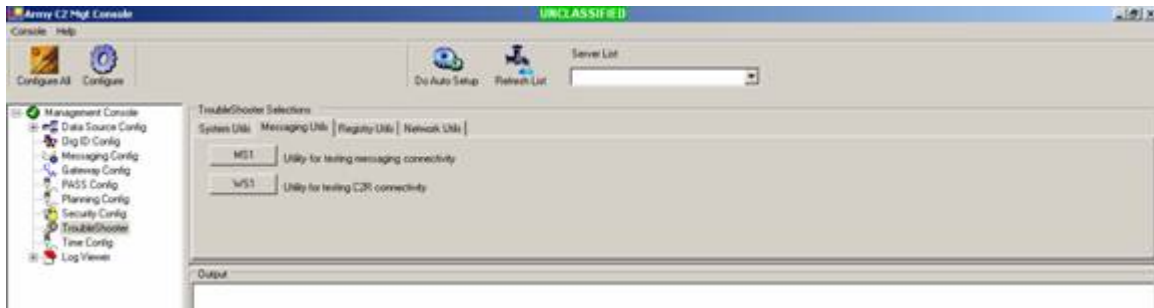 Army C2 Mgt Console
UNCLASSIFIED
Console Help
Configure All Configure
Do Auto Setup Refresh List
Server List
Management Console
Data Source Config
Org ID Config
Messaging Config
Gateway Config
PASS Config
Planning Config
Security Config
TroubleShooter
Time Config
Log Viewer
TroubleShooter Selections
System Utils Messaging Utils Registry Utils Network Utils
MS1 Utility for testing messaging connectivity
WS1 Utility for testing C2R connectivity
Output